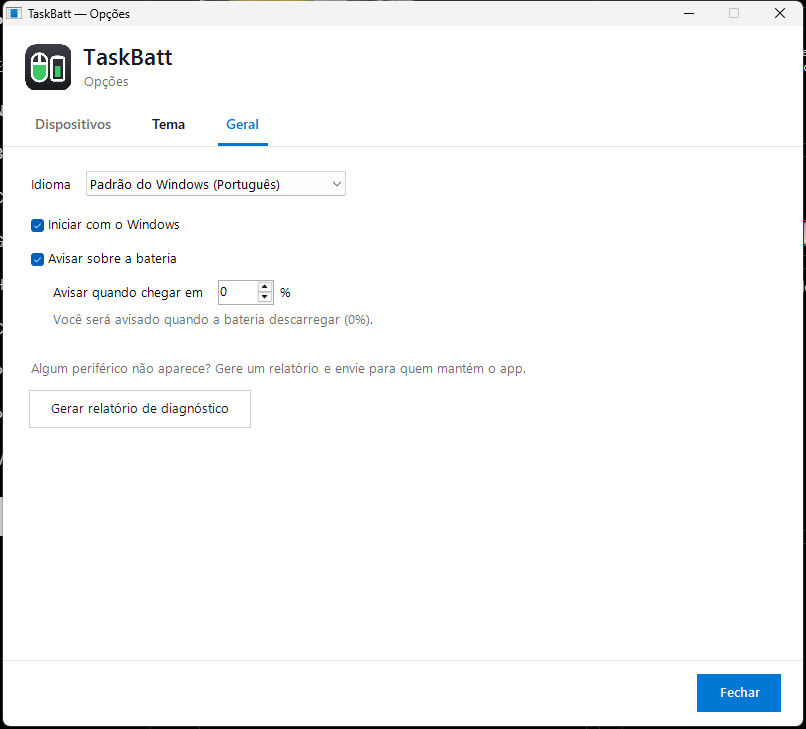 TaskBatt — Opções
TaskBatt
Opções
Dispositivos Tema Geral
Idioma Padrão do Windows (Português)
Iniciar com o Windows
Avisar sobre a bateria
Avisar quando chegar em 0 %
Você será avisado quando a bateria descarregar (0%).
Algum periférico não aparece? Gere um relatório e envie para quem mantém o app.
Gerar relatório de diagnóstico
Fechar